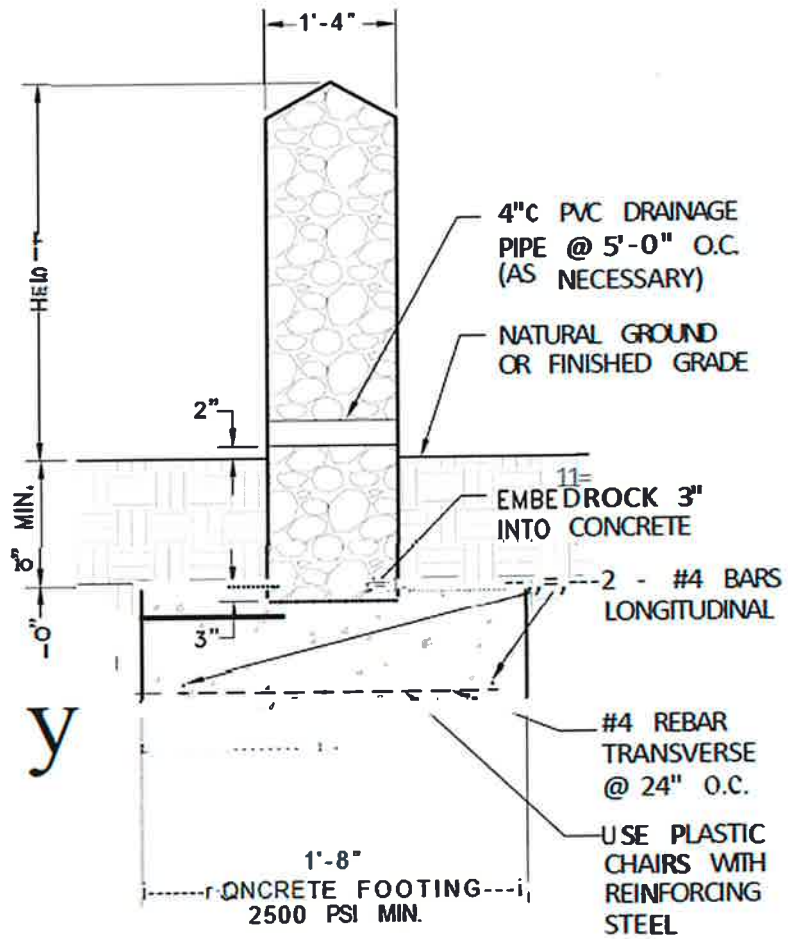 1'-4"
4"C PVC DRAINAGE
PIPE @ 5'-0" O.C.
(AS NECESSARY)
NATURAL GROUND
OR FINISHED GRADE
2"
11=
EMBED ROCK 3"
INTO CONCRETE
MIN.
2 - #4 BARS
LONGITUDINAL
3"
y
#4 REBAR
TRANSVERSE
@ 24" O.C.
USE PLASTIC
CHAIRS WITH
REINFORCING
STEEL
1'-8"
ONCRETE FOOTING
2500 PSI MIN.